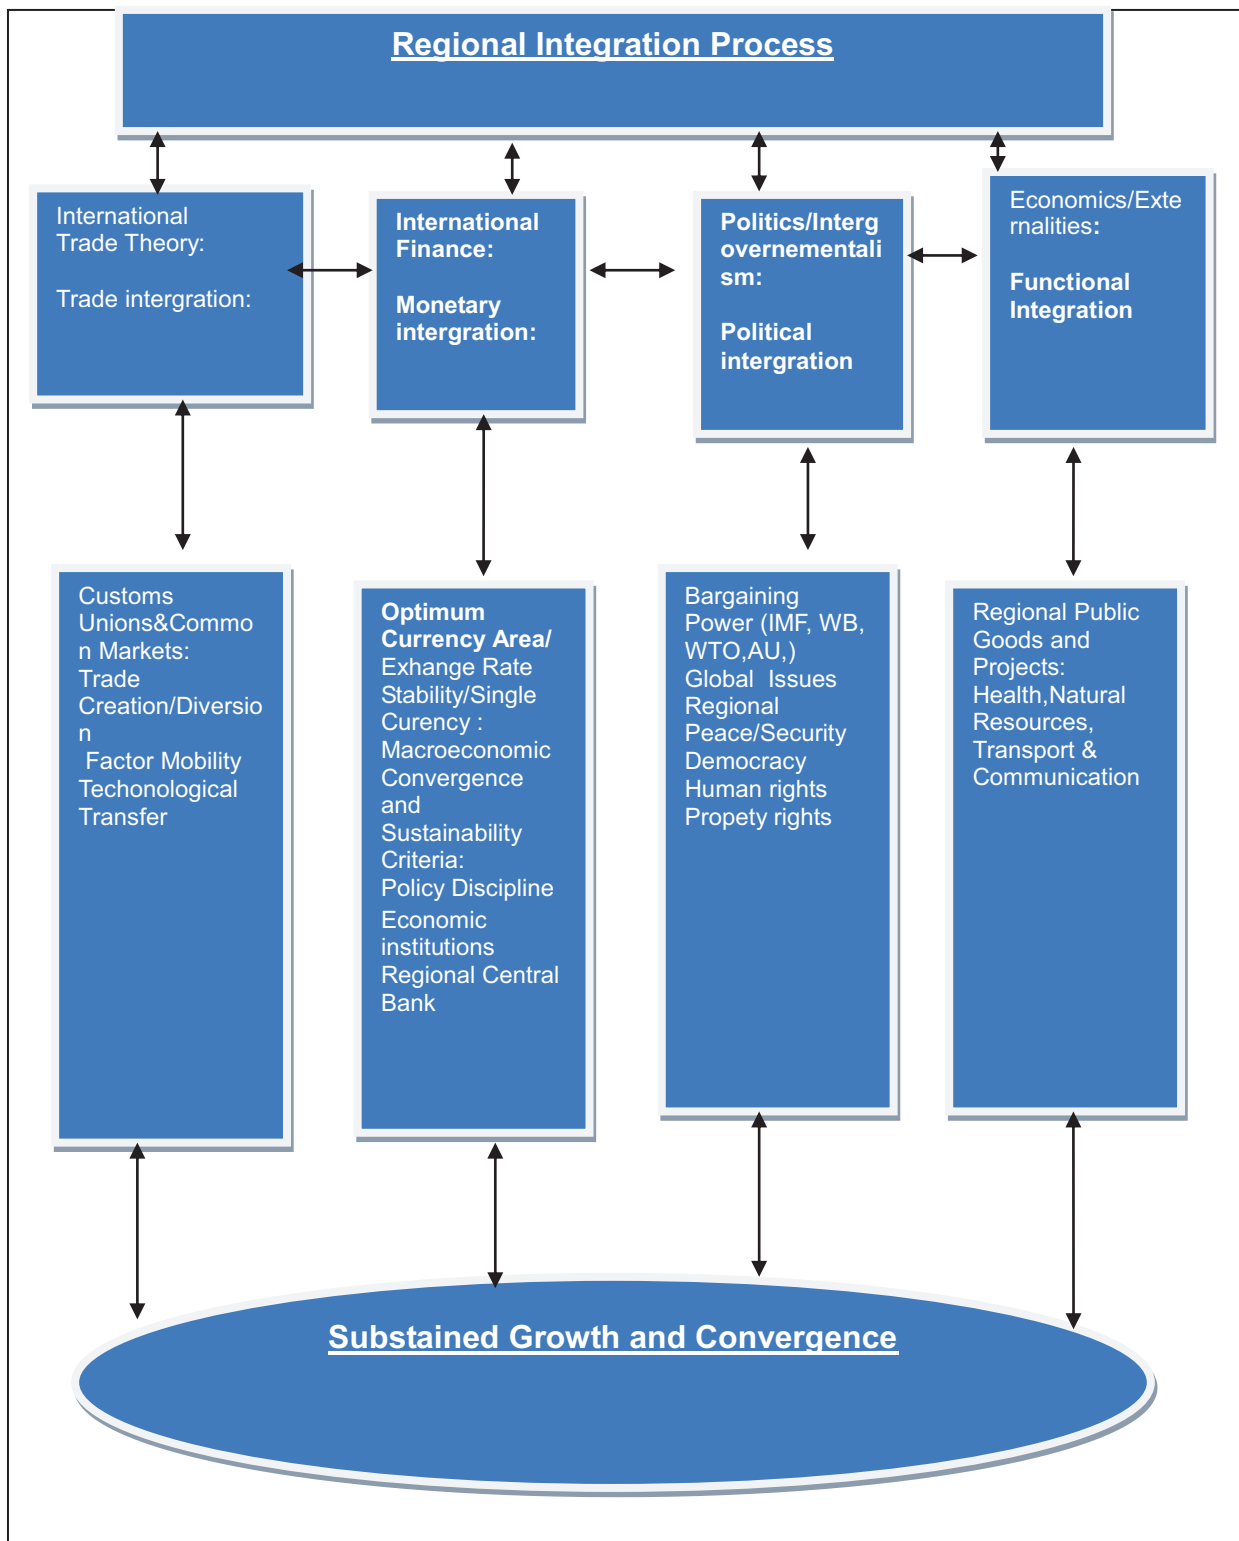 Regional Integration Process
International
Trade Theory:
Trade intergration:
International
Finance:
Monetary
intergration:
Politics/Interg
overnementali
sm:
Political
intergration
Economics/Exte
rnalities:
Functional
Integration
Customs
Unions&Commo
n Markets:
Trade
Creation/Diversio
n
Factor Mobility
Techonological
Transfer
Optimum
Currency Area/
Exhange Rate
Stability/Single
Curency :
Macroeconomic
Convergence
and
Sustainability
Criteria:
Policy Discipline
Economic
institutions
Regional Central
Bank
Bargaining
Power (IMF, WB,
WTO,AU,)
Global  Issues
Regional
Peace/Security
Democracy
Human rights
Propety rights
Regional Public
Goods and
Projects:
Health,Natural
Resources,
Transport &
Communication
Substained Growth and Convergence